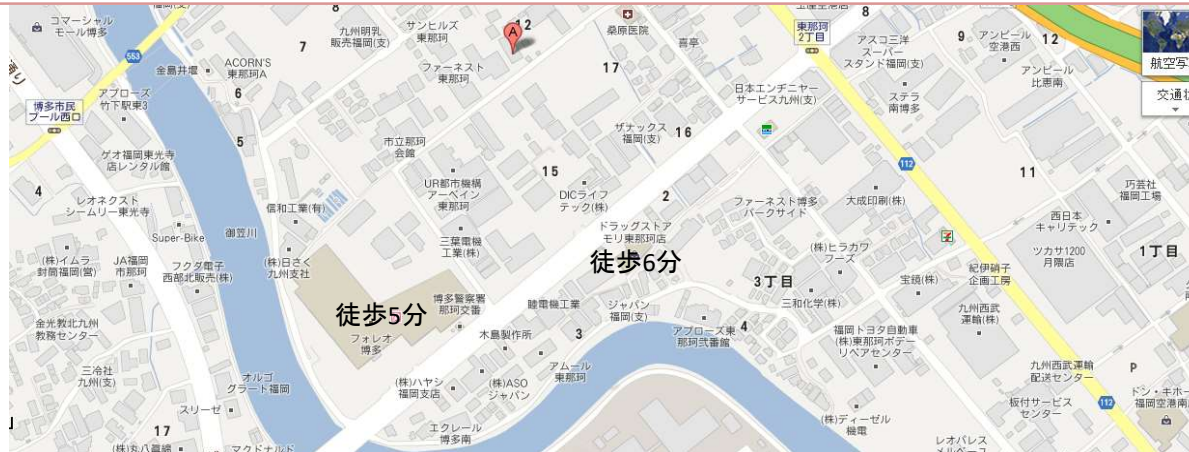 コマーシャル
モール博多
553
金島井堰
8
九州明乳
販売福岡(支)
サンヒルズ
東那珂
12
A
桑原医院
喜亭
東那珂
2丁目
8
アスコ三洋
スーパー
スタンド福岡(支)
9
アンピール
空港西
12
アンピール
比恵南
航空写
交通状
博多市民
プール西口
アプローズ
竹下駅東3
ACORN'S
東那珂A
7
6
5
ファーネスト
東那珂
17
日本エンヂニヤー
サービス九州(支)
ステラ
南博多
ゲオ福岡東光寺
店レンタル館
市立那珂
会館
ザナックス
福岡(支)
16
112
11
4
レオネクスト
シームリー東光寺
信和工業(有)
UR都市機構
アーベイン
東那珂
15
DICライフ
テック(株)
2
ファーネスト博多
パークサイド
大成印刷(株)
巧芸社
福岡工場
西日本
キャリテック
Super-Bike
御笠川
三葉電機
工業(株)
ドラッグストア
モリ東那珂店
徒歩6分
(株)ヒラカワ
フーズ
ツカサ1200
月隈店
1丁目
(株)イムラ
封筒福岡(営)
JA福岡
市那珂
フクダ電子
西部北販売(株)
(株)日さく
九州支社
3丁目
宝鏡(株)
紀伊硝子
企画工房
徒歩5分
博多警察署
那珂交番
睦電機工業
ジャパン
福岡(支)
三和化学(株)
九州西武
運輸(株)
金光教北九州
教務センター
フォレオ
博多
木島製作所
3
アプローズ東
那珂弐番館
4
福岡トヨタ自動車
(株)東那珂ボデー
リペアセンター
三冷社
九州(支)
オルゴ
グラート福岡
(株)ハヤシ
福岡支店
(株)ASO
ジャパン
アムール
東那珂
九州西武運輸
配送センター
P
スリーゼ
112
ドン・キホー
福岡空港南
17
エクレール
博多南
(株)ディーゼル
機電
板付サービス
センター
マクドナルド
レオパレス